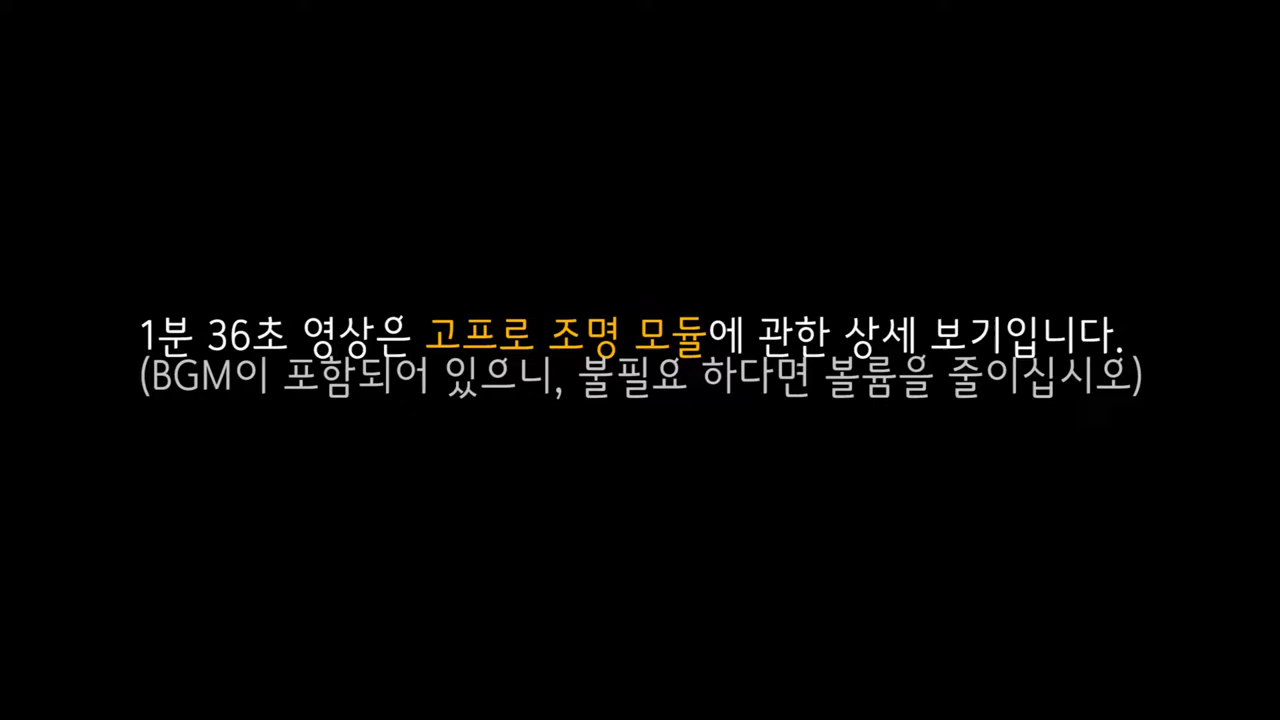 1분 36초 영상은 고프로 조명 모듈에 관한 상세 보기입니다.
(BGM이 포함되어 있으니, 불필요 하다면 볼륨을 줄이십시오)